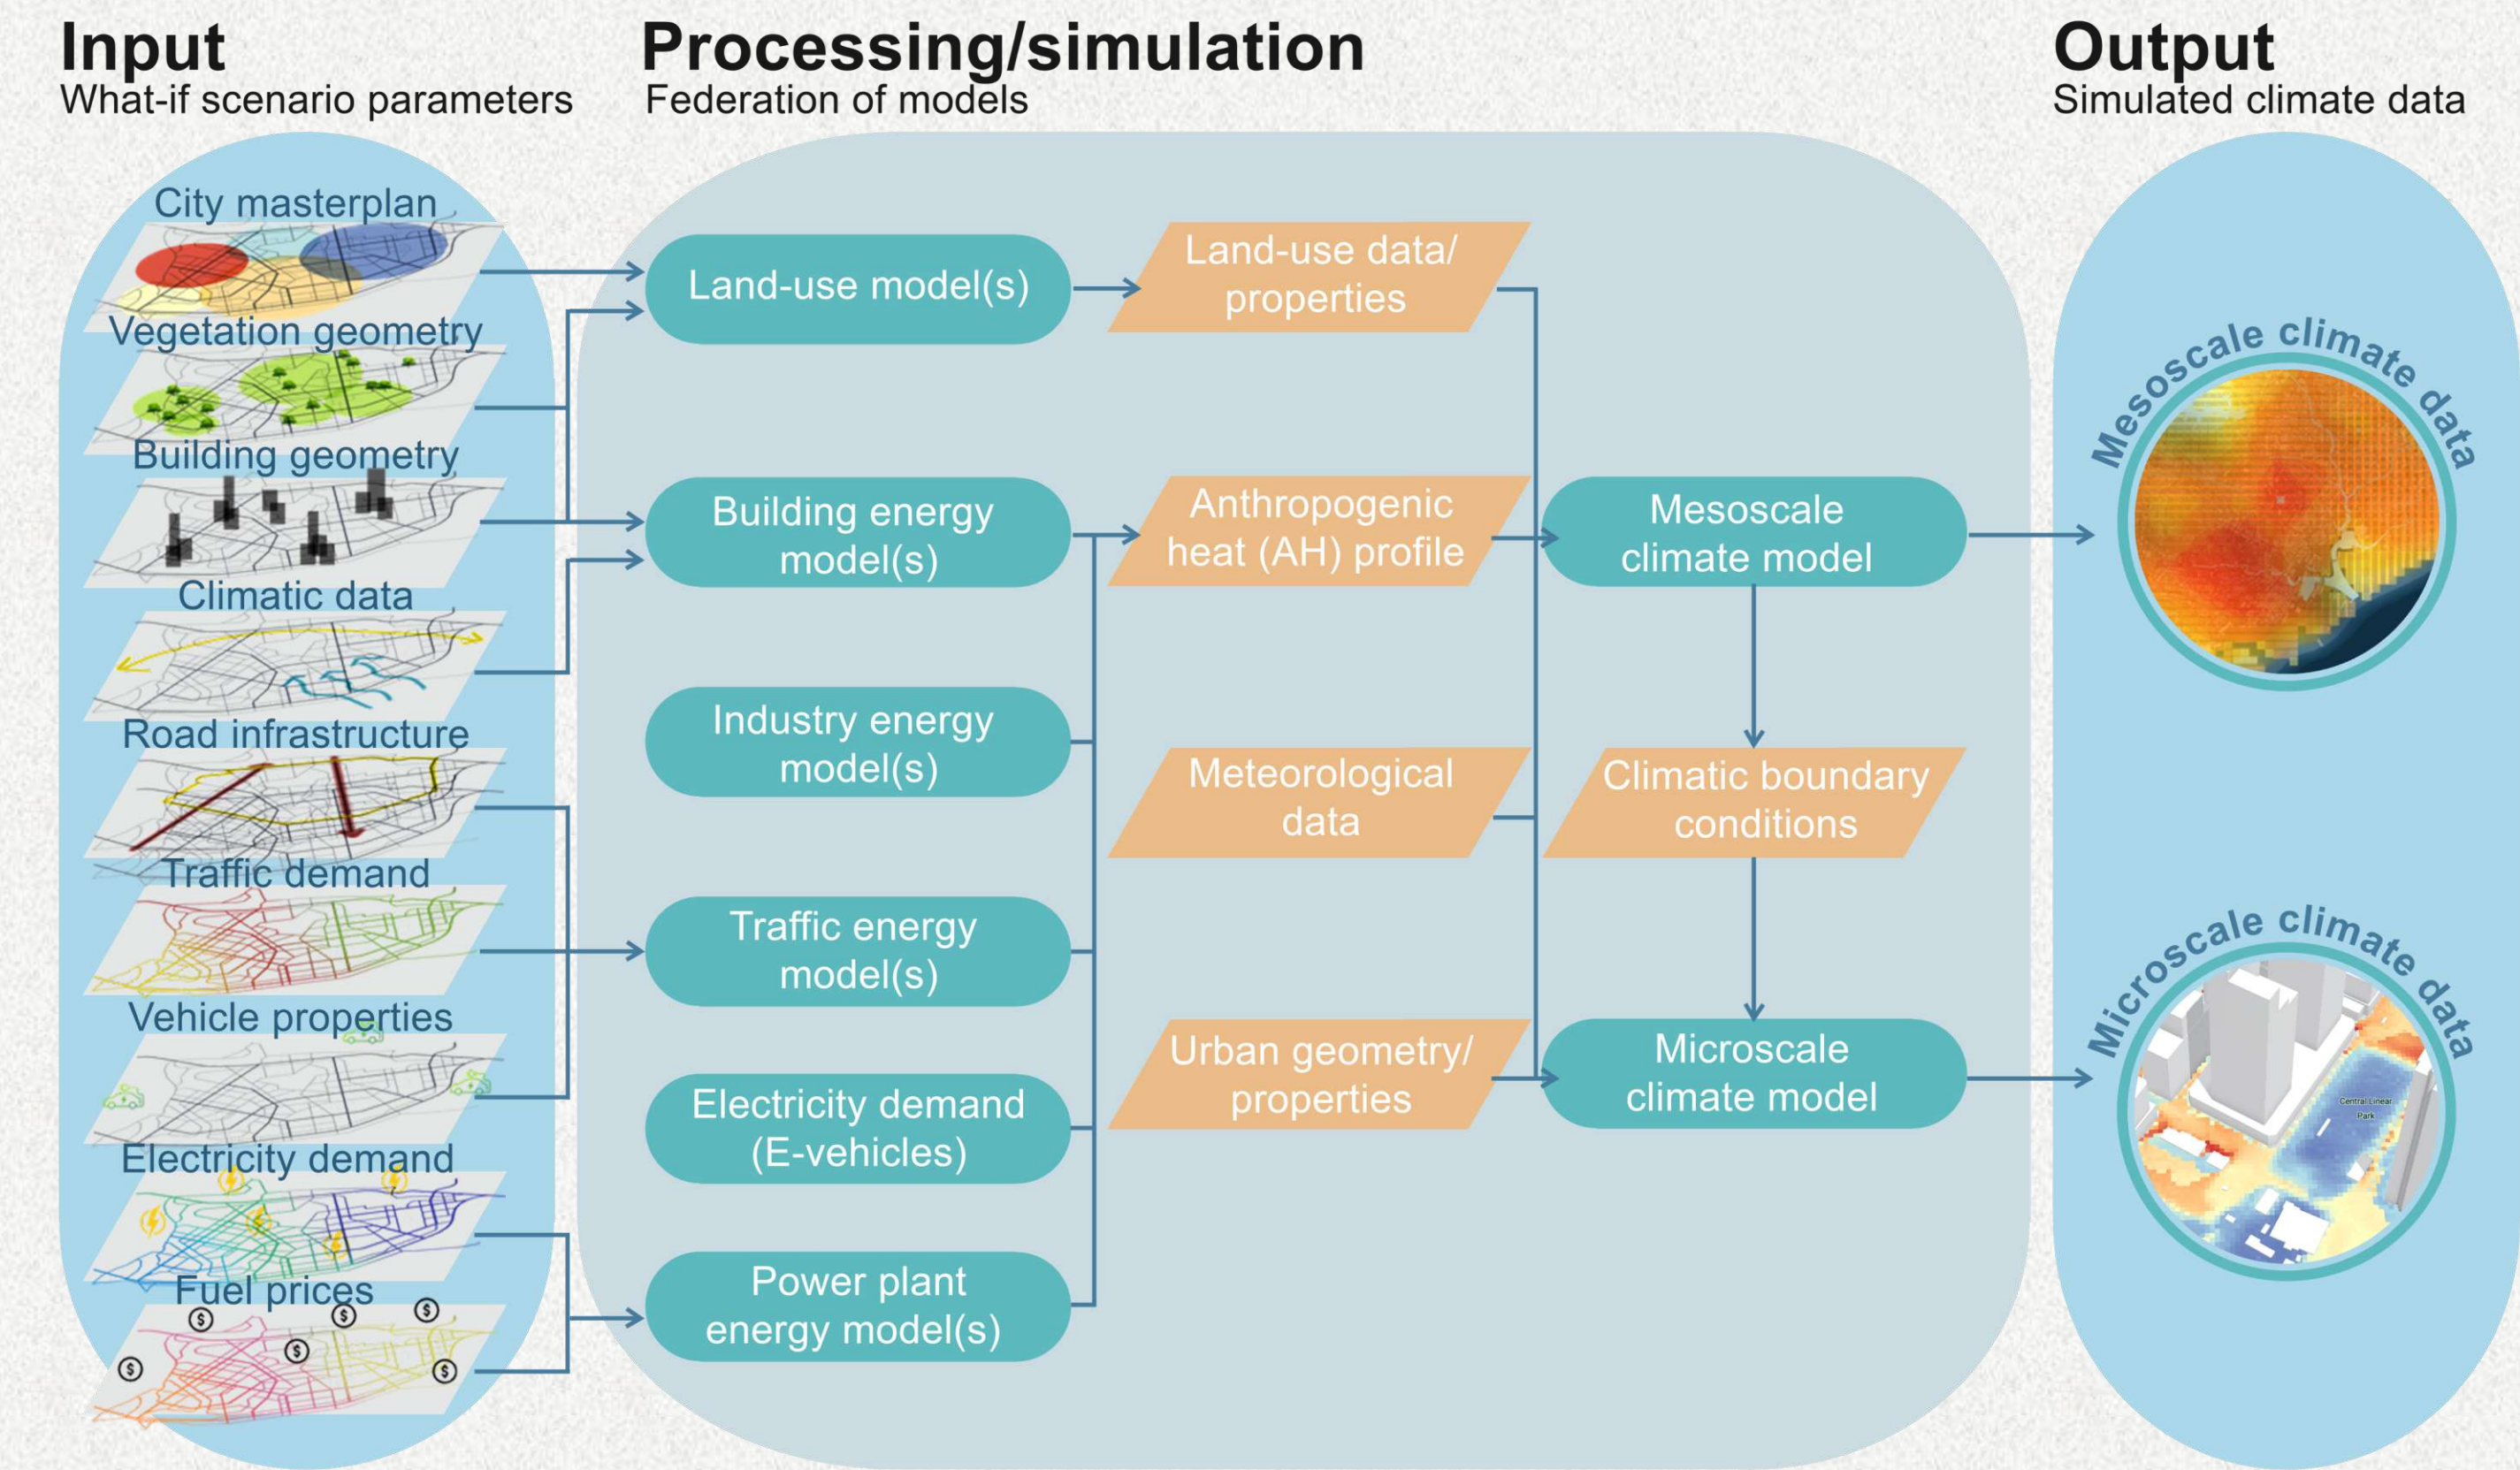 Input
What-if scenario parameters
City masterplan
Vegetation geometry
Building geometry
Climatic data
Road infrastructure
Traffic demand
Vehicle properties
Electricity demand
Fuel prices
$
$
$
$
$
$
Processing/simulation
Federation of models
Land-use model(s)
Building energy
model(s)
Industry energy
model(s)
Traffic energy
model(s)
Electricity demand
(E-vehicles)
Power plant
energy model(s)
Land-use data/
properties
Anthropogenic
heat (AH) profile
Meteorological
data
Urban geometry/
properties
Mesoscale
climate model
Climatic boundary
conditions
Microscale
climate model
Output
Simulated climate data
Mesoscale climate data
Microscale climate data
Central Linear
Park